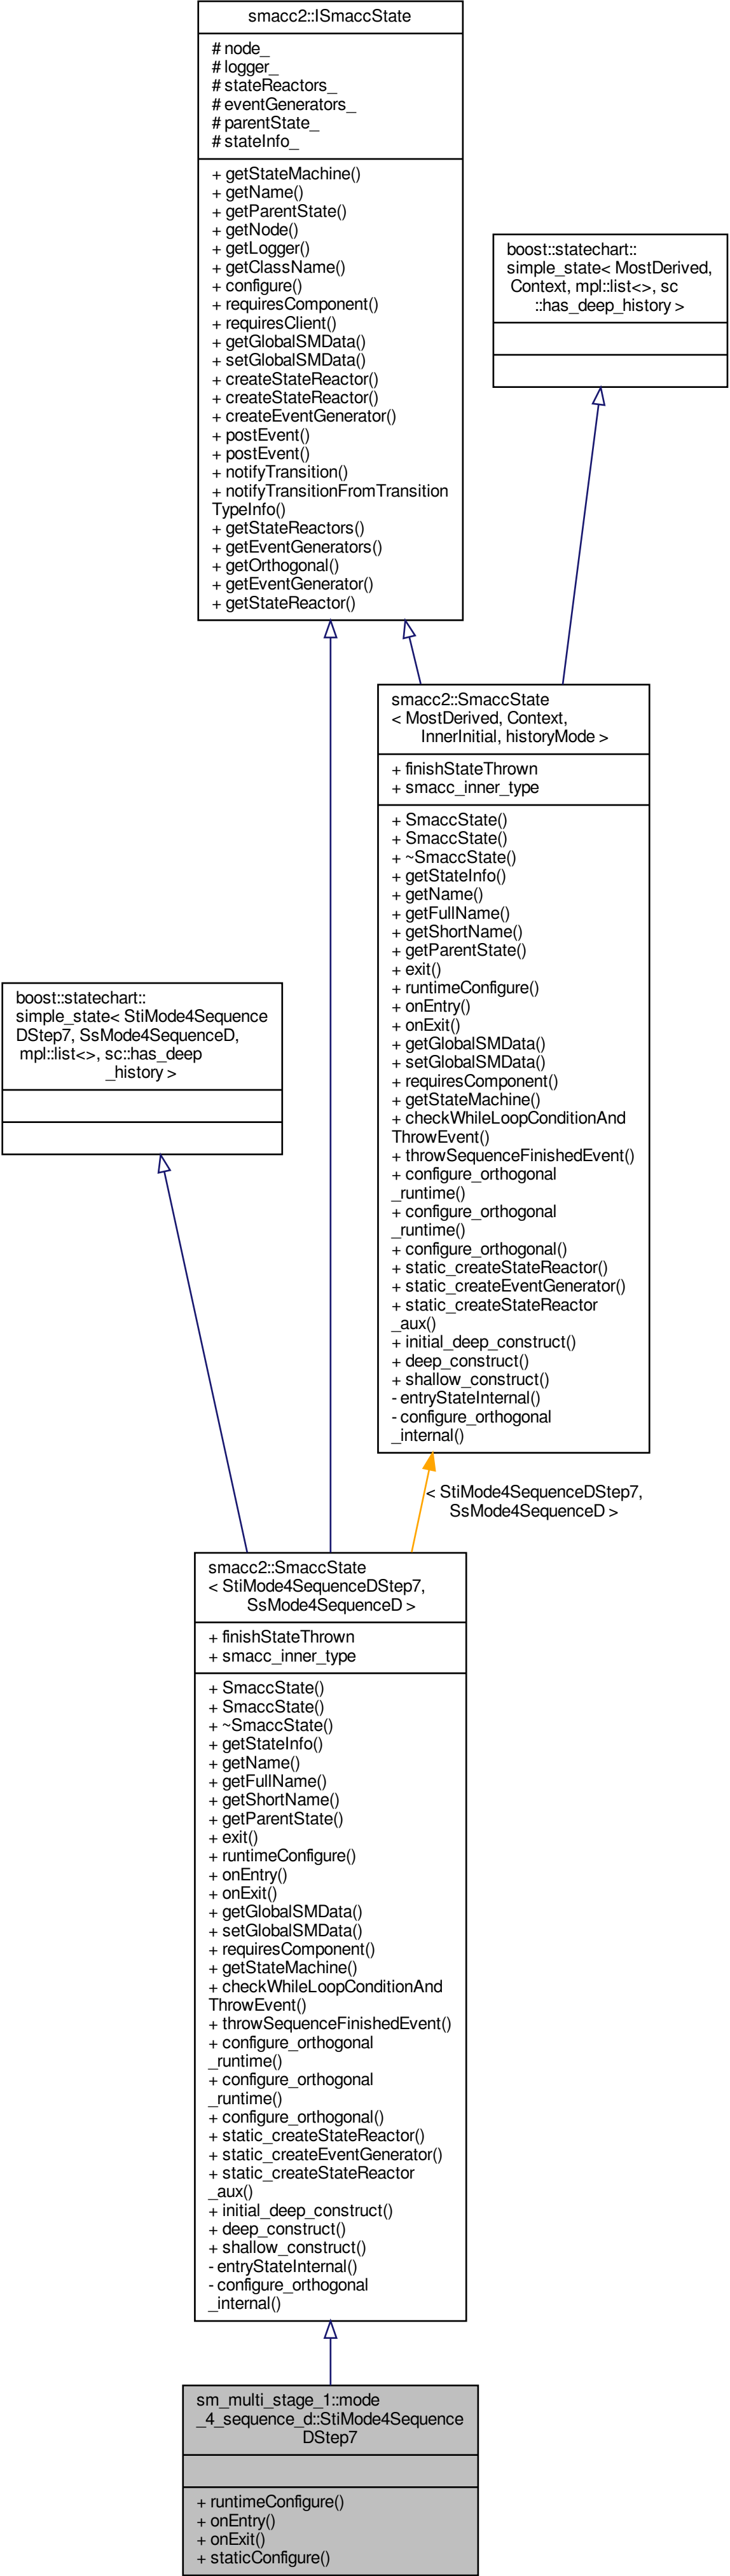 smacc2::ISmaccState
# node_
# logger_
# stateReactors_
# eventGenerators_
# parentState_
# stateInfo_
+ getStateMachine()
+ getName()
+ getParentState()
+ getNode()
+ getLogger()
+ getClassName()
+ configure()
+ requiresComponent()
+ requiresClient()
+ getGlobalSMData()
+ setGlobalSMData()
+ createStateReactor()
+ createStateReactor()
+ createEventGenerator()
+ postEvent()
+ postEvent()
+ notifyTransition()
+ notifyTransitionFromTransition
TypeInfo()
+ getStateReactors()
+ getEventGenerators()
+ getOrthogonal()
+ getEventGenerator()
+ getStateReactor()
boost::statechart::
simple_state< MostDerived,
Context, mpl::list<>, sc
::has_deep_history >
smacc2::SmaccState
< MostDerived, Context,
InnerInitial, historyMode >
+ finishStateThrown
+ smacc_inner_type
+ SmaccState()
+ SmaccState()
+ ~SmaccState()
+ getStateInfo()
+ getName()
+ getFullName()
+ getShortName()
+ getParentState()
+ exit()
+ runtimeConfigure()
+ onEntry()
+ onExit()
+ getGlobalSMData()
+ setGlobalSMData()
+ requiresComponent()
+ getStateMachine()
+ checkWhileLoopConditionAnd
ThrowEvent()
+ throwSequenceFinishedEvent()
+ configure_orthogonal
_runtime()
+ configure_orthogonal
_runtime()
+ configure_orthogonal()
+ static_createStateReactor()
+ static_createEventGenerator()
+ static_createStateReactor
_aux()
+ initial_deep_construct()
+ deep_construct()
+ shallow_construct()
- entryStateInternal()
- configure_orthogonal
_internal()
boost::statechart::
simple_state< StiMode4Sequence
DStep7, SsMode4SequenceD,
mpl::list<>, sc::has_deep
_history >
< StiMode4SequenceDStep7,
SsMode4SequenceD >
smacc2::SmaccState
< StiMode4SequenceDStep7,
SsMode4SequenceD >
+ finishStateThrown
+ smacc_inner_type
+ SmaccState()
+ SmaccState()
+ ~SmaccState()
+ getStateInfo()
+ getName()
+ getFullName()
+ getShortName()
+ getParentState()
+ exit()
+ runtimeConfigure()
+ onEntry()
+ onExit()
+ getGlobalSMData()
+ setGlobalSMData()
+ requiresComponent()
+ getStateMachine()
+ checkWhileLoopConditionAnd
ThrowEvent()
+ throwSequenceFinishedEvent()
+ configure_orthogonal
_runtime()
+ configure_orthogonal
_runtime()
+ configure_orthogonal()
+ static_createStateReactor()
+ static_createEventGenerator()
+ static_createStateReactor
_aux()
+ initial_deep_construct()
+ deep_construct()
+ shallow_construct()
- entryStateInternal()
- configure_orthogonal
_internal()
sm_multi_stage_1::mode
_4_sequence_d::StiMode4Sequence
DStep7
+ runtimeConfigure()
+ onEntry()
+ onExit()
+ staticConfigure()